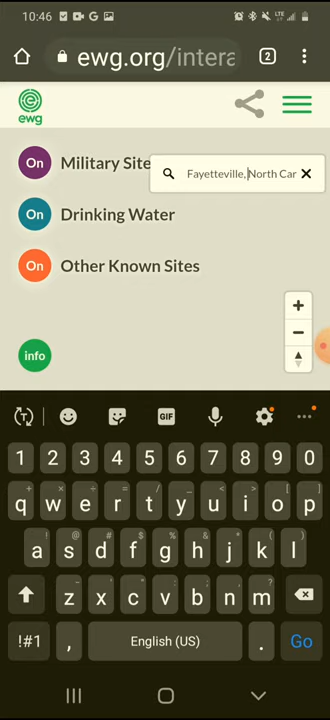 10:46 LTE
ewg.org/intera 2
ewg
On Military Site
Fayetteville, North Car
On Drinking Water
On Other Known Sites
+
−
info
GIF
1 2 3 4 5 6 7 8 9 0
q w e r t y u i o p
a s d f g h j k l
z x c v b n m
!#1 , English (US) . Go